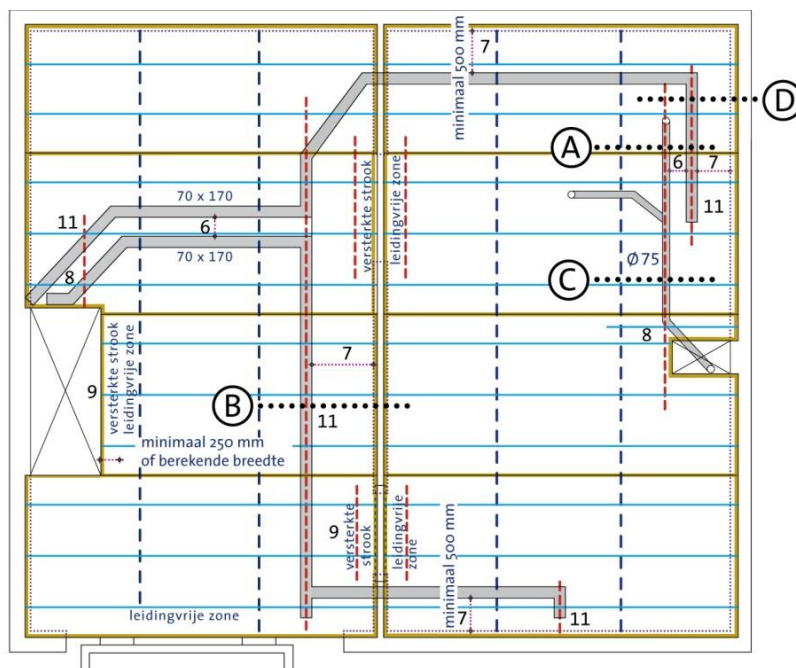 7
minimaal 500 mm
D
A
6
7
versterkte strook
leidingvrije zone
70 x 170
11
6
11
70 x 170
8
Ø 75
C
8
versterkte strook
leidingvrije zone
9
7
B
11
minimaal 250 mm
of berekende breedte
9
versterkte
strook
leidingvrije
zone
minimaal 500 mm
leidingvrije zone
7
11